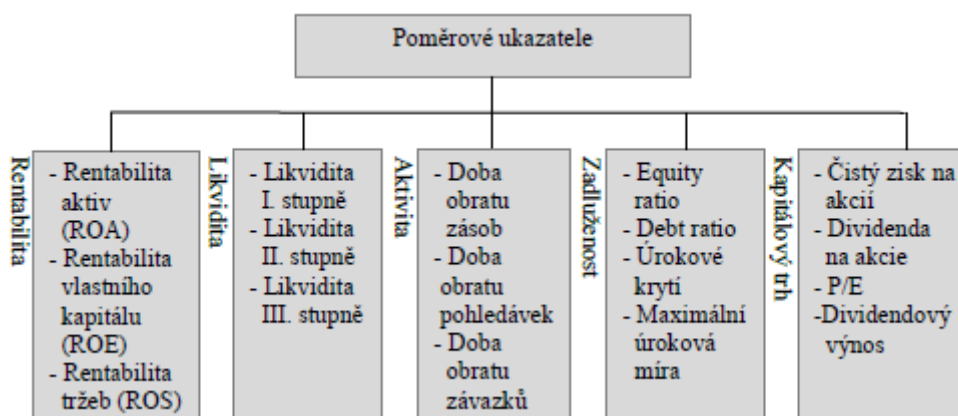 Poměrové ukazatele
Rentabilita
- Rentabilita
aktiv
(ROA)
- Rentabilita
vlastního
kapitálu
(ROE)
- Rentabilita
tržeb (ROS)
Likvidita
- Likvidita
I. stupně
- Likvidita
II. stupně
- Likvidita
III. stupně
Aktivita
- Doba
obratu
zásob
- Doba
obratu
pohledávek
- Doba
obratu
závazků
Zadluženost
- Equity
ratio
- Debt ratio
- Úrokové
krytí
- Maximální
úroková
míra
Kapitálový trh
- Čistý zisk na
akcií
- Dividenda
na akcie
- P/E
-Dividendový
výnos